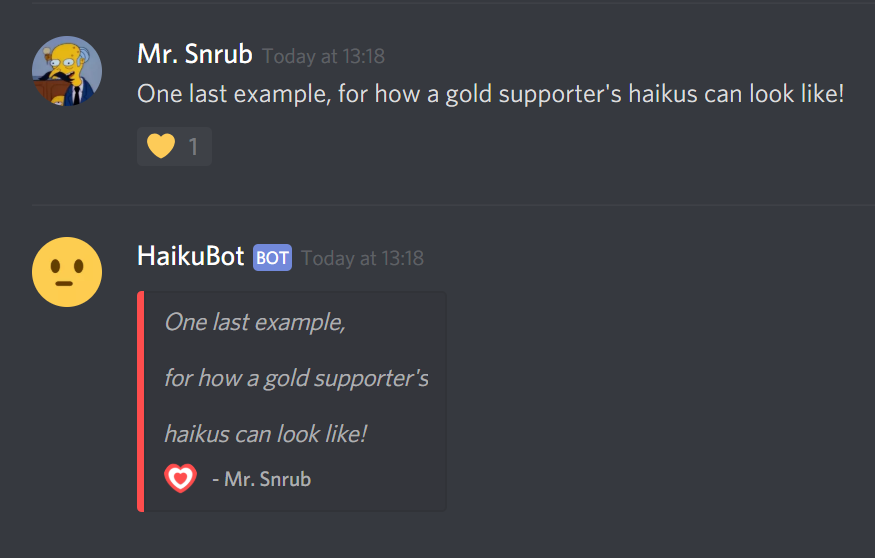 Mr. Snrub Today at 13:18
One last example, for how a gold supporter's haikus can look like!
1
HaikuBot BOT Today at 13:18
One last example,
for how a gold supporter's
haikus can look like!
- Mr. Snrub